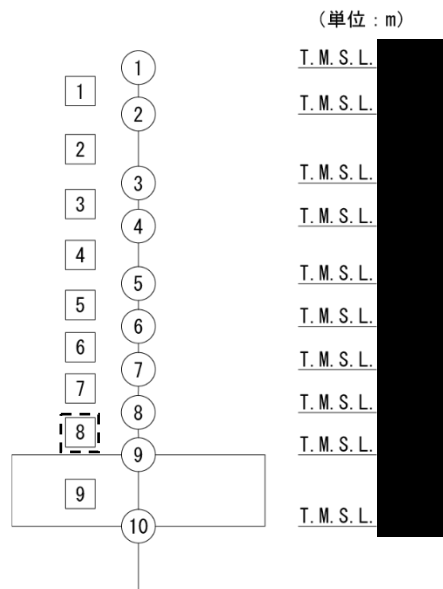 （単位：m）
① T.M.S.L.
1
② T.M.S.L.
2
③ T.M.S.L.
3
④ T.M.S.L.
4
⑤ T.M.S.L.
5
⑥ T.M.S.L.
6
⑦ T.M.S.L.
7
⑧ T.M.S.L.
8
⑨ T.M.S.L.
9
⑩ T.M.S.L.